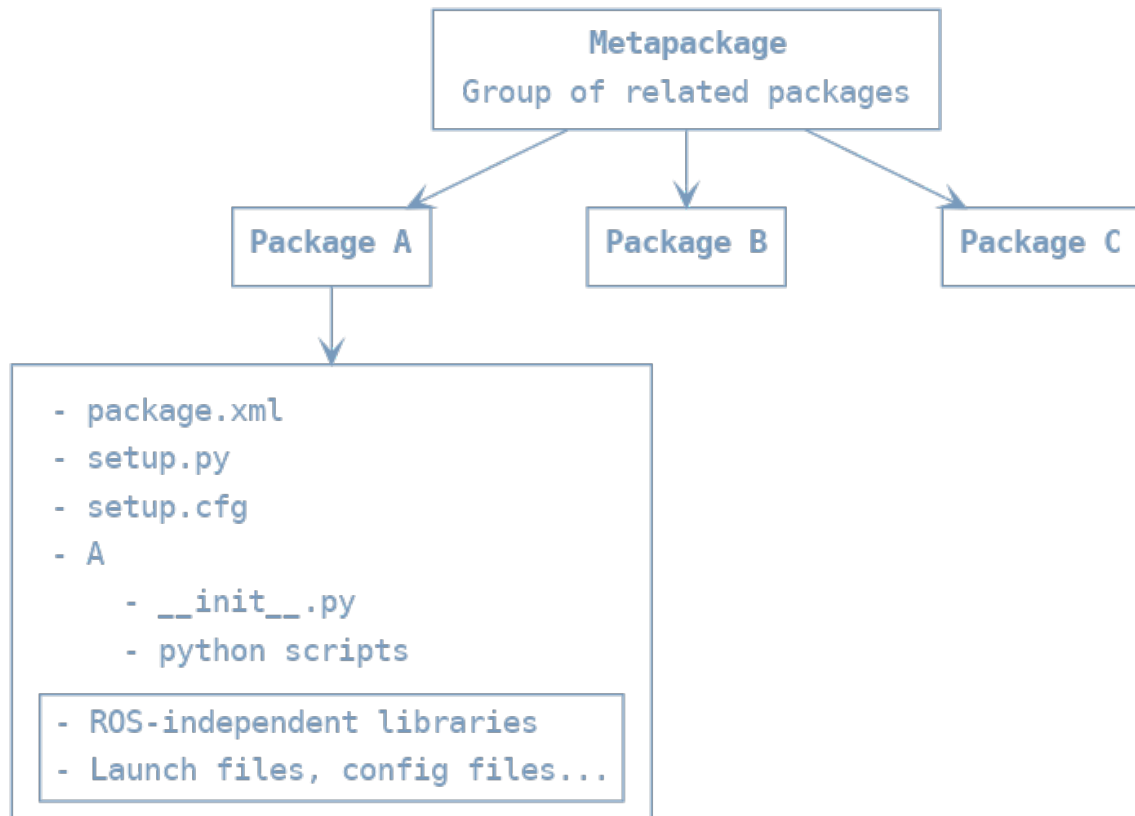 Metapackage
Group of related packages
Package A
Package B
Package C
- package.xml
- setup.py
- setup.cfg
- A
- __init__.py
- python scripts
- ROS-independent libraries
- Launch files, config files...